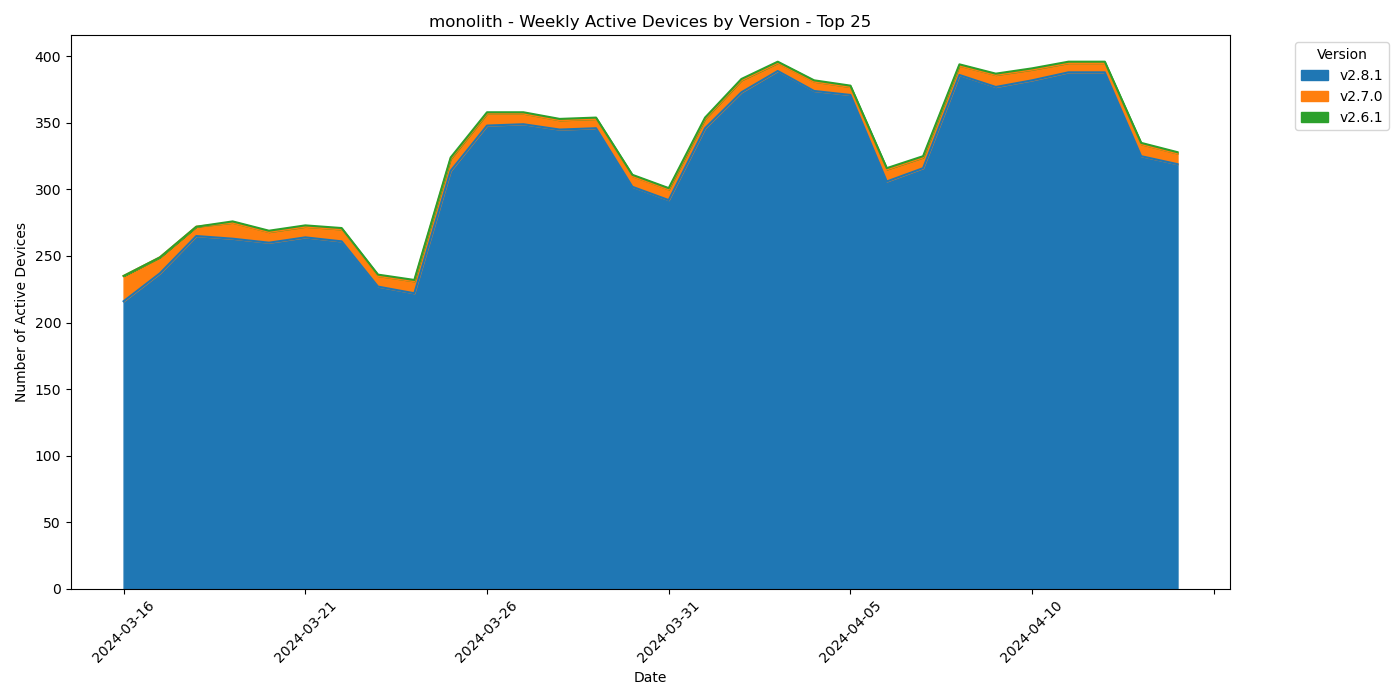 monolith - Weekly Active Devices by Version - Top 25
Number of Active Devices
400
350
300
250
200
150
100
50
0
2024-03-16
2024-03-21
2024-03-26
2024-03-31
2024-04-05
2024-04-10
Date
Version
v2.8.1
v2.7.0
v2.6.1